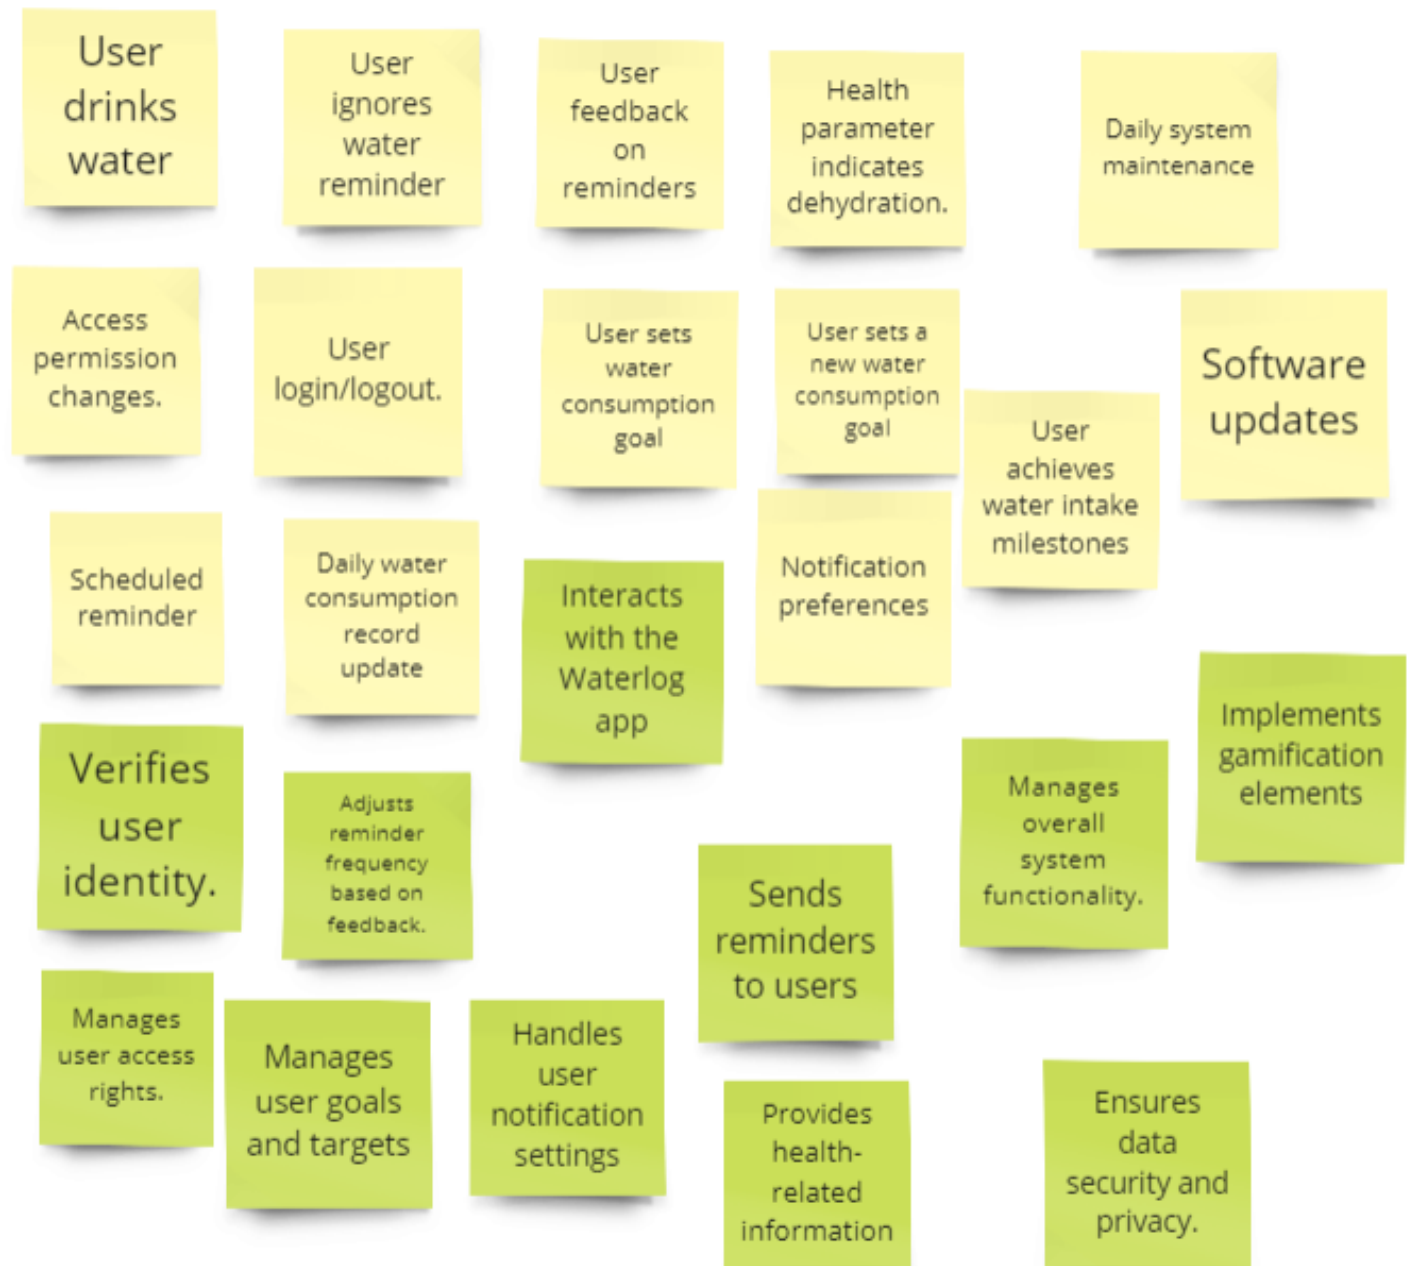 User
drinks
water
User
ignores
water
reminder
User
feedback
on
reminders
Health
parameter
indicates
dehydration.
Daily system
maintenance
Access
permission
changes.
User
login/logout.
User sets
water
consumption
goal
User sets a
new water
consumption
goal
User
achieves
water intake
milestones
Software
updates
Scheduled
reminder
Daily water
consumption
record
update
Interacts
with the
Waterlog
app
Notification
preferences
Implements
gamification
elements
Verifies
user
identity.
Adjusts
reminder
frequency
based on
feedback.
Sends
reminders
to users
Manages
overall
system
functionality.
Manages
user access
rights.
Manages
user goals
and targets
Handles
user
notification
settings
Provides
health-
related
information
Ensures
data
security and
privacy.